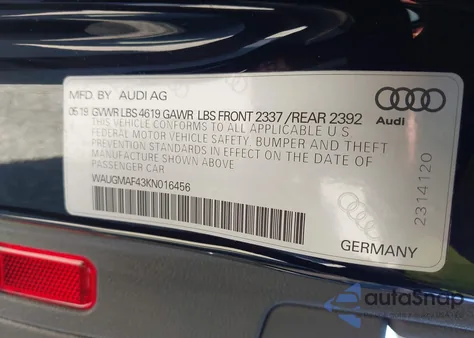 MFD. BY AUDI AG
05·19 GVWR LBS 4619 GAWR LBS FRONT 2337 /REAR 2392
THIS VEHICLE CONFORMS TO ALL APPLICABLE U.S.
FEDERAL MOTOR VEHICLE SAFETY BUMPER AND THEFT
PREVENTION STANDARDS IN EFFECT ON THE DATE OF
MANUFACTURE SHOWN ABOVE
PASSENGER CAR
WAUGMAF43KN016456
Audi
2314120
GERMANY
autoSnap